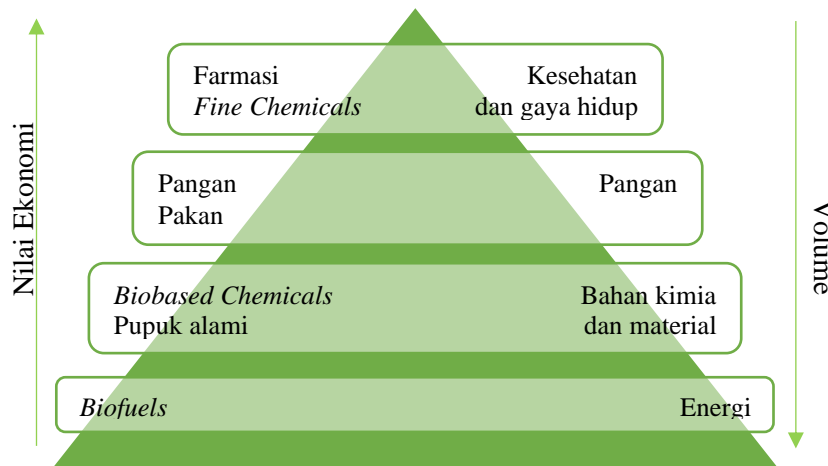 Nilai Ekonomi
Farmasi
Fine Chemicals
Kesehatan
dan gaya hidup
Pangan
Pakan
Pangan
Biobased Chemicals
Pupuk alami
Bahan kimia
dan material
Biofuels
Energi
Volume